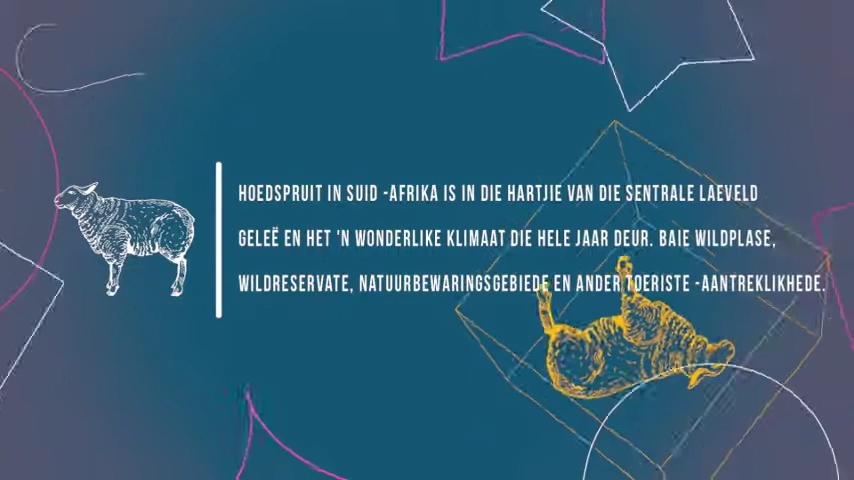 HOEDSPRUIT IN SUID -AFRIKA IS IN DIE HARTJIE VAN DIE SENTRALE LAEVELD
GELEË EN HET 'N WONDERLIKE KLIMAAT DIE HELE JAAR DEUR. BAIE WILDPLASE,
WILDRESERVATE, NATUURBEWARINGSGEBIEDE EN ANDER TOERISTE -AANTREKLIKHEDE.